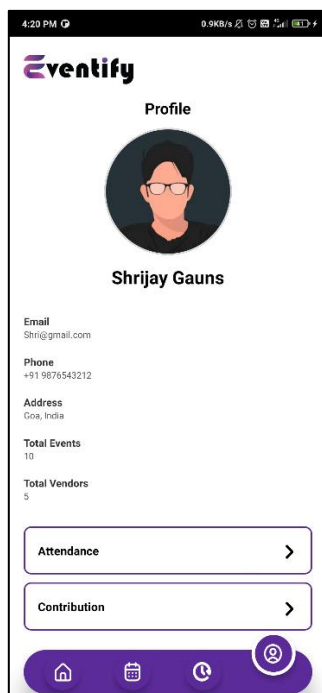 4:20 PM
0.9KB/s
Eventify
Profile
Shrijay Gauns
Email
Shri@gmail.com
Phone
+91 9876543212
Address
Goa, India
Total Events
10
Total Vendors
5
Attendance
Contribution